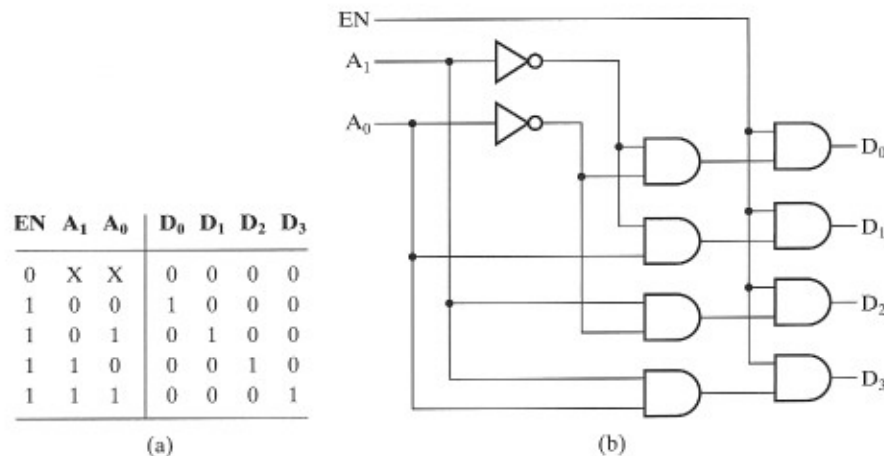 EN
A₁
A₀
D₀
D₁
D₂
D₃
EN A₁ A₀ D₀ D₁ D₂ D₃
0 X X 0 0 0 0
1 0 0 1 0 0 0
1 0 1 0 1 0 0
1 1 0 0 0 1 0
1 1 1 0 0 0 1
(a)
(b)